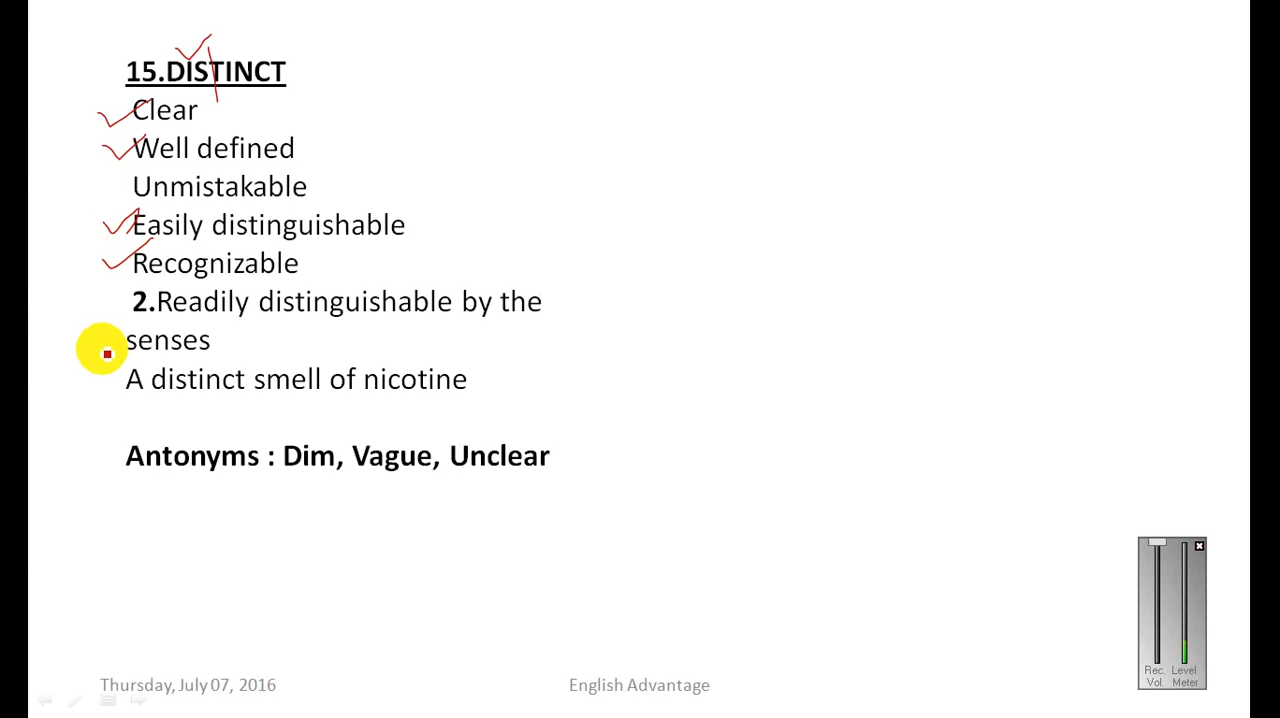 15.DISTINCT
Clear
Well defined
Unmistakable
Easily distinguishable
Recognizable
2.Readily distinguishable by the
senses
A distinct smell of nicotine
Antonyms : Dim, Vague, Unclear
Rec. Level
Vol. Meter
Thursday, July 07, 2016 English Advantage